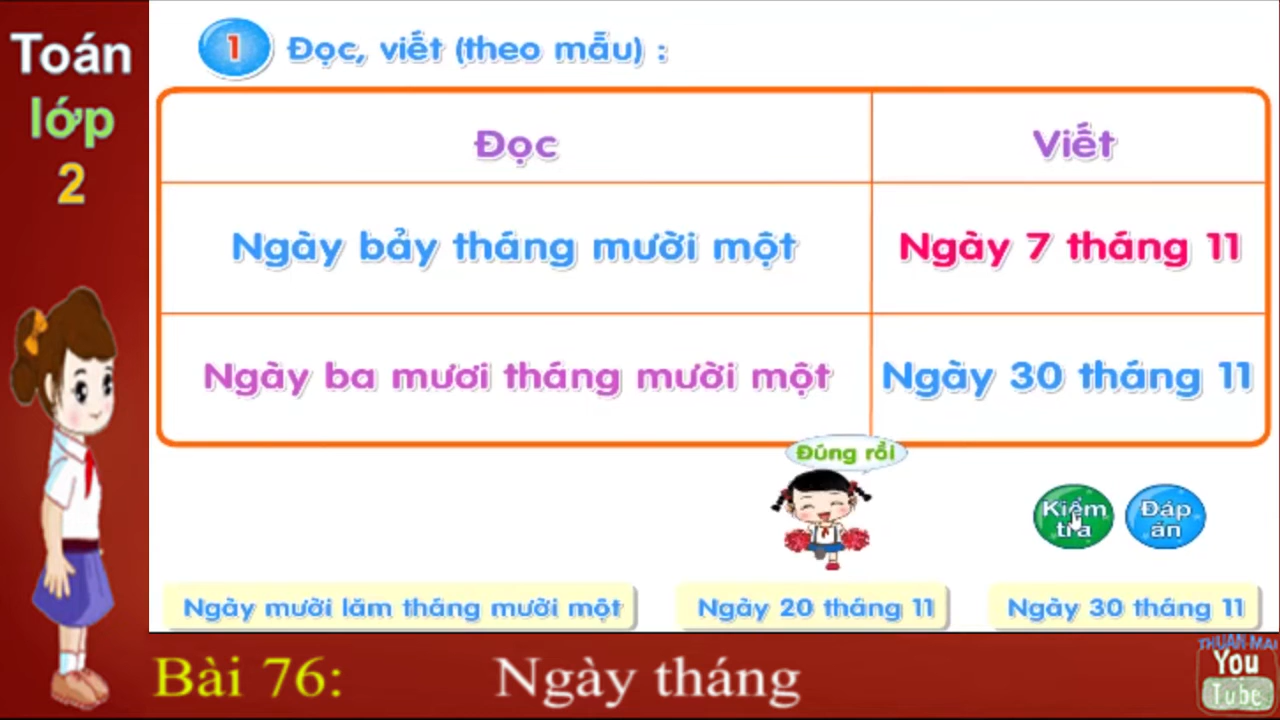 Toán
lớp
2
1 Đọc, viết (theo mẫu) :
Đọc
Viết
Ngày bảy tháng mười một
Ngày 7 tháng 11
Ngày ba mươi tháng mười một
Ngày 30 tháng 11
Đúng rồi
Kiểm
tra
Đáp
án
Ngày mười lăm tháng mười một
Ngày 20 tháng 11
Ngày 30 tháng 11
Bài 76:
Ngày tháng
THUAN MAI
You
Tube